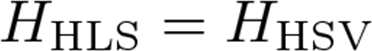 H_HLS = H_HSV